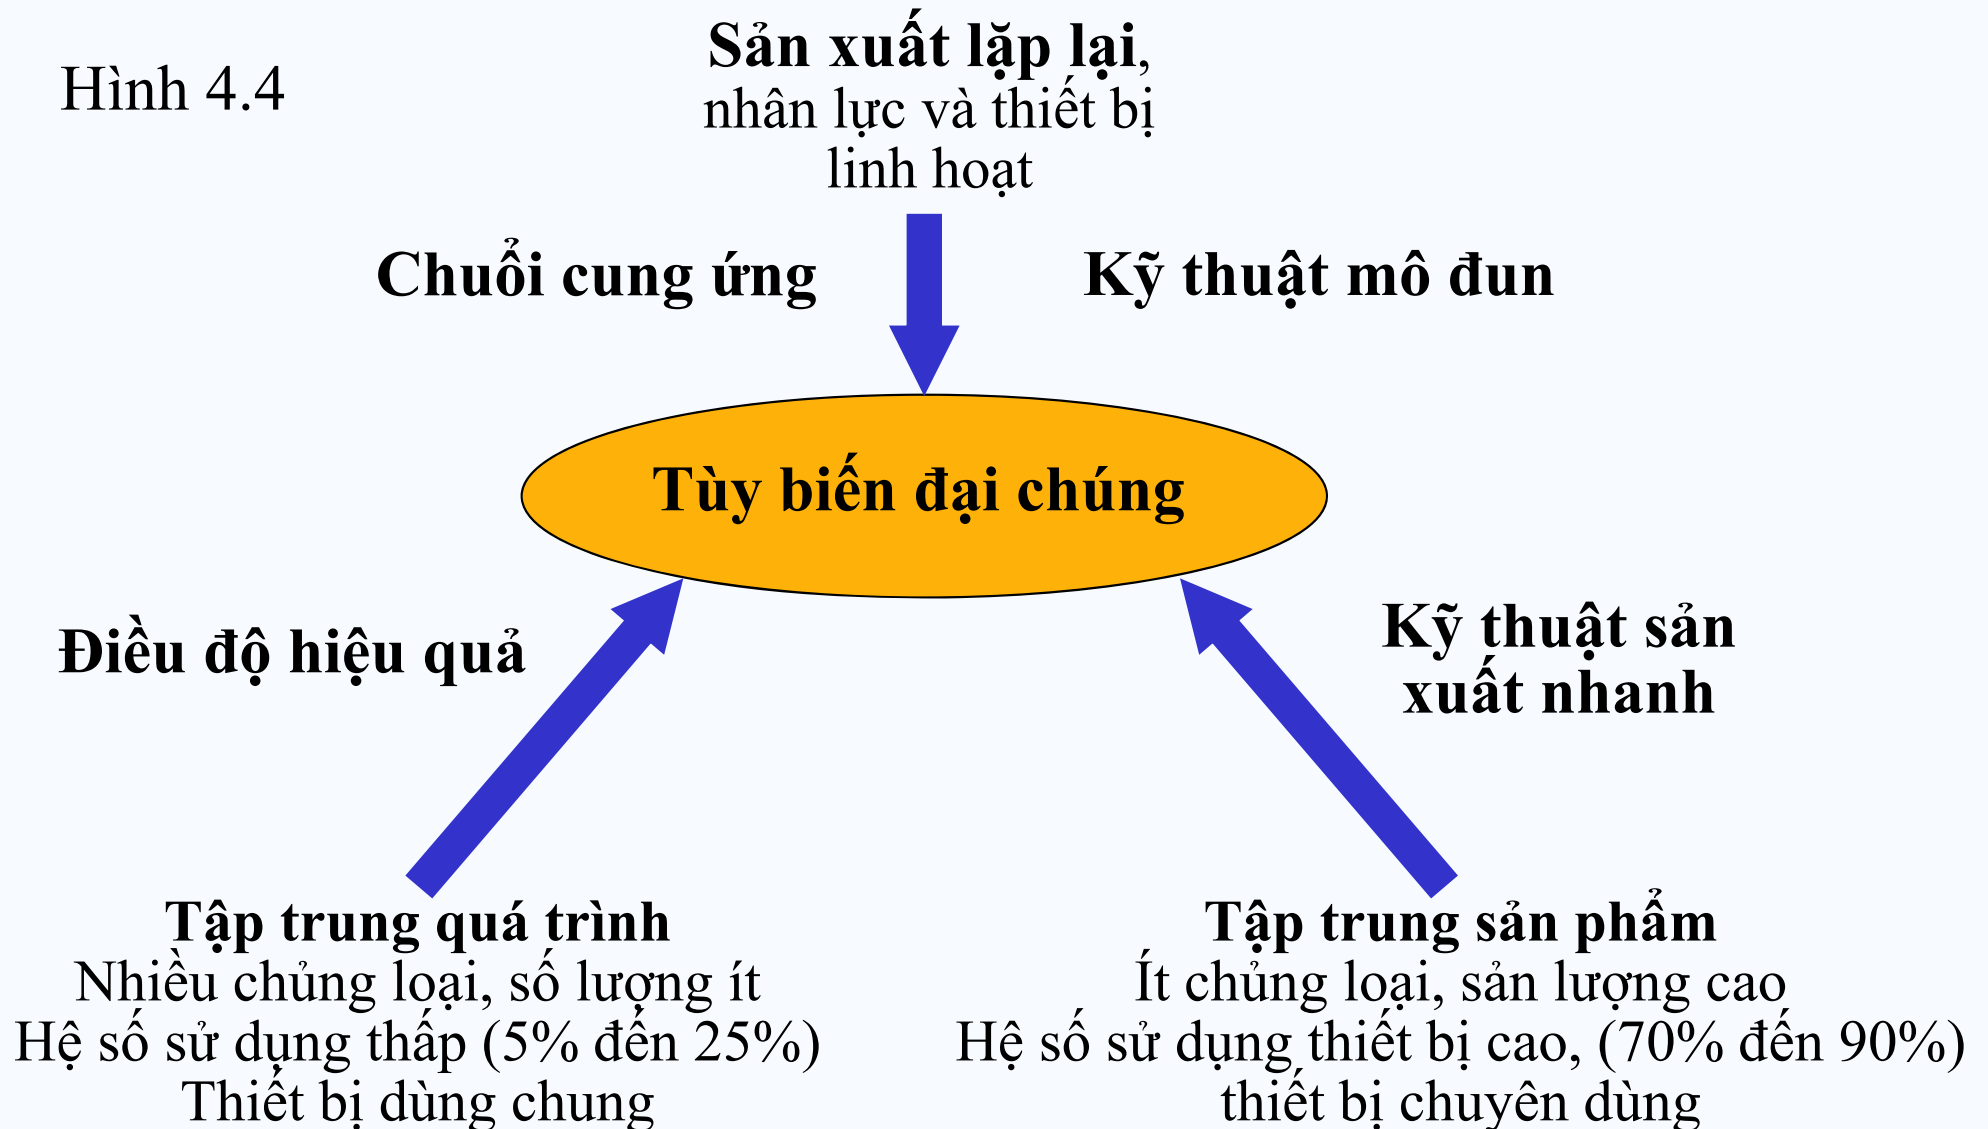 Hình 4.4
Sản xuất lặp lại,
nhân lực và thiết bị
linh hoạt
Chuổi cung ứng
Kỹ thuật mô đun
Tùy biến đại chúng
Điều độ hiệu quả
Kỹ thuật sản
xuất nhanh
Tập trung quá trình
Nhiều chủng loại, số lượng ít
Hệ số sử dụng thấp (5% đến 25%)
Thiết bị dùng chung
Tập trung sản phẩm
Ít chủng loại, sản lượng cao
Hệ số sử dụng thiết bị cao, (70% đến 90%)
thiết bị chuyên dùng